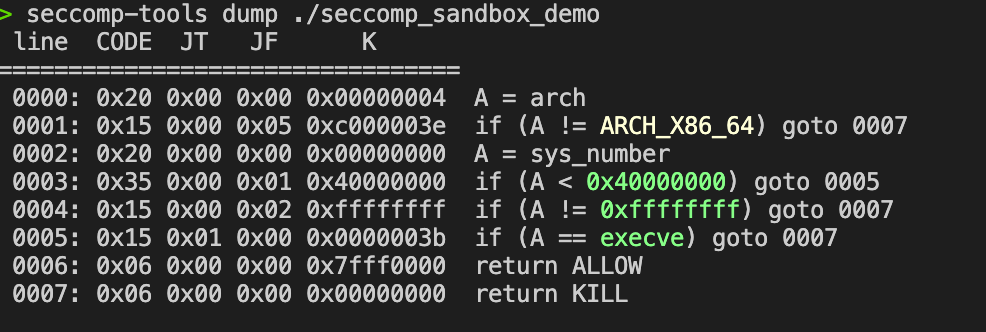 > seccomp-tools dump ./seccomp_sandbox_demo
 line  CODE  JT   JF      K
=================================
 0000: 0x20 0x00 0x00 0x00000004  A = arch
 0001: 0x15 0x00 0x05 0xc000003e  if (A != ARCH_X86_64) goto 0007
 0002: 0x20 0x00 0x00 0x00000000  A = sys_number
 0003: 0x35 0x00 0x01 0x40000000  if (A < 0x40000000) goto 0005
 0004: 0x15 0x00 0x02 0xffffffff  if (A != 0xffffffff) goto 0007
 0005: 0x15 0x01 0x00 0x0000003b  if (A == execve) goto 0007
 0006: 0x06 0x00 0x00 0x7fff0000  return ALLOW
 0007: 0x06 0x00 0x00 0x00000000  return KILL